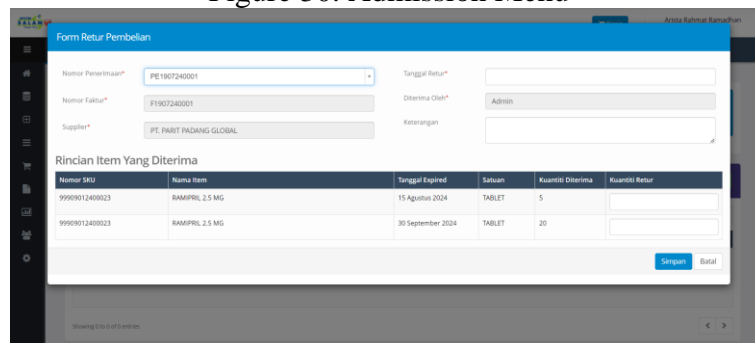 Figure 36. Admission Menu
Arista Rahmat Ramadhan
Form Retur Pembelian
Nomor Penerimaan* PE1907240001 Tanggal Retur*
Nomor Faktur* F1907240001 Diterima Oleh* Admin
Supplier* PT. PARIT PADANG GLOBAL Keterangan
Rincian Item Yang Diterima
Nomor SKU Nama Item Tanggal Expired Satuan Kuantiti Diterima Kuantiti Retur
99909012400023 RAMIPRIL 2.5 MG 15 Agustus 2024 TABLET 5
99909012400023 RAMIPRIL 2.5 MG 30 September 2024 TABLET 20
Simpan Batal
Showing 0 to 0 of 0 entries